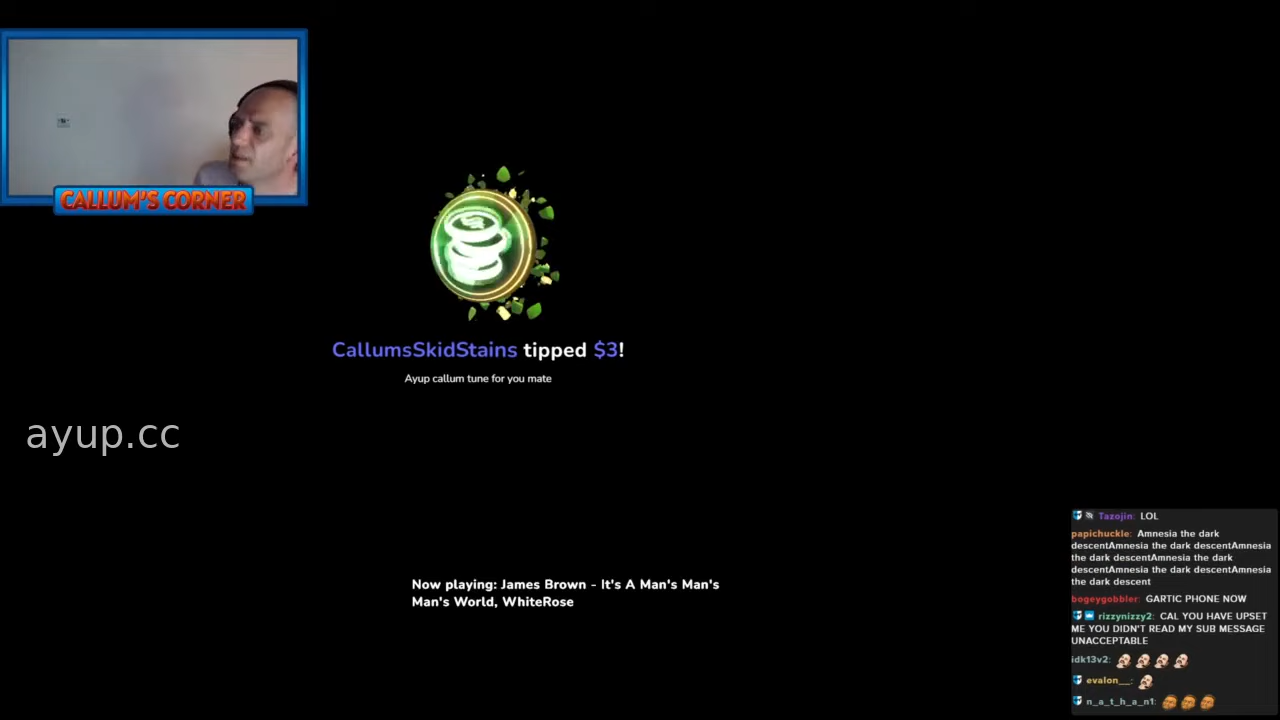 CALLUM'S CORNER
CallumsSkidStains tipped $3!
Ayup callum tune for you mate
ayup.cc
Now playing: James Brown - It's A Man's Man's
Man's World, WhiteRose
Tazojin: LOL
papichuckle: Amnesia the dark
descentAmnesia the dark descentAmnesia
the dark descentAmnesia the dark
descentAmnesia the dark descentAmnesia
the dark descent
bogeygobbler: GARTIC PHONE NOW
rizzynizzy2: CAL YOU HAVE UPSET
ME YOU DIDN'T READ MY SUB MESSAGE
UNACCEPTABLE
idk13v2:
evalon__:
n_a_t_h_a_n1: